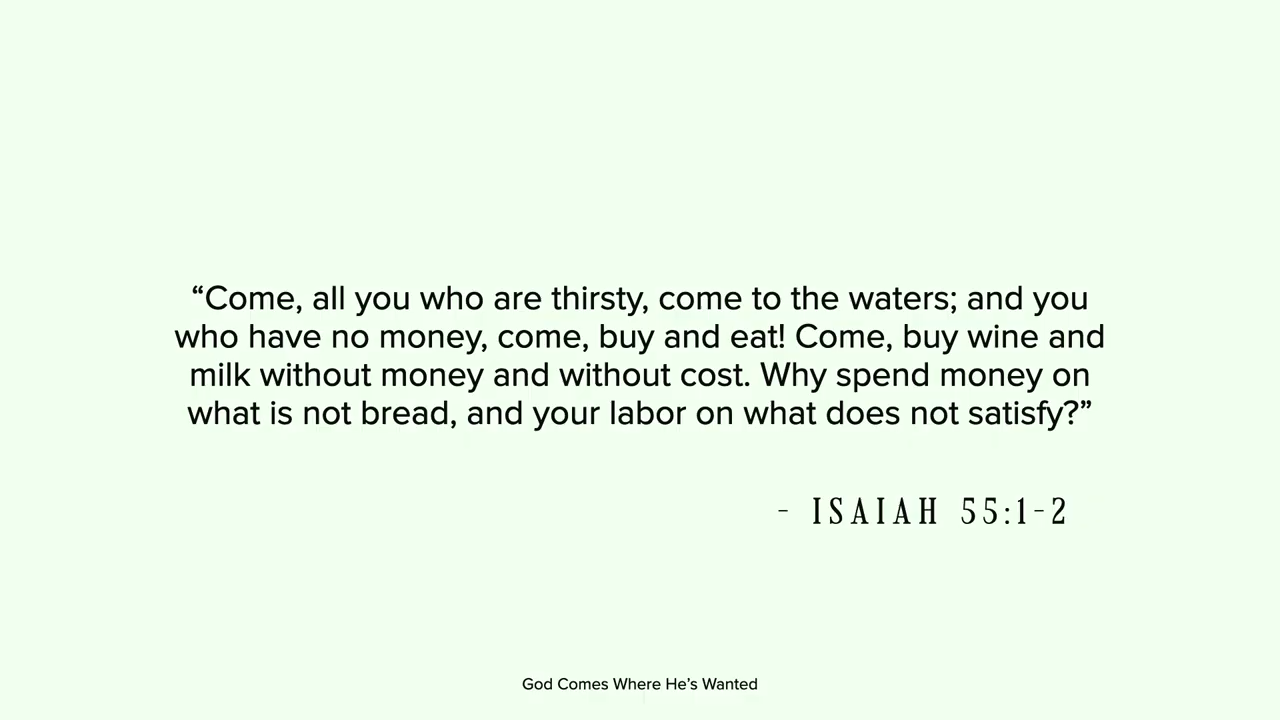 “Come, all you who are thirsty, come to the waters; and you
who have no money, come, buy and eat! Come, buy wine and
milk without money and without cost. Why spend money on
what is not bread, and your labor on what does not satisfy?”
- ISAIAH 55:1-2
God Comes Where He’s Wanted